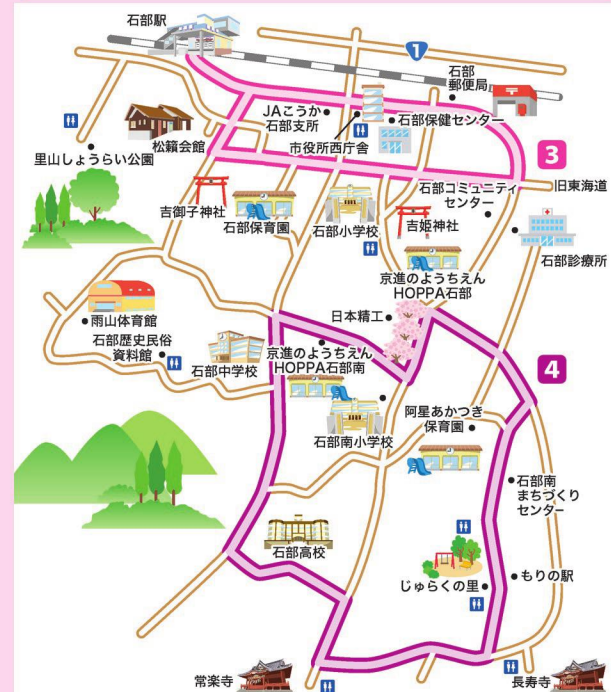 石部駅
1
石部
郵便局
JAこうか
石部支所
市役所西庁舎
石部保健センター
松籟会館
里山しょうらい公園
3
旧東海道
吉御子神社
石部保育園
石部小学校
吉姫神社
石部コミュニティ
センター
石部診療所
京進のようちえん
HOPPA石部
日本精工
雨山体育館
石部歴史民俗
資料館
石部中学校
京進のようちえん
HOPPA石部南
4
石部南小学校
阿星あかつき
保育園
石部南
まちづくり
センター
石部高校
じゅらくの里
もりの駅
常楽寺
長寿寺